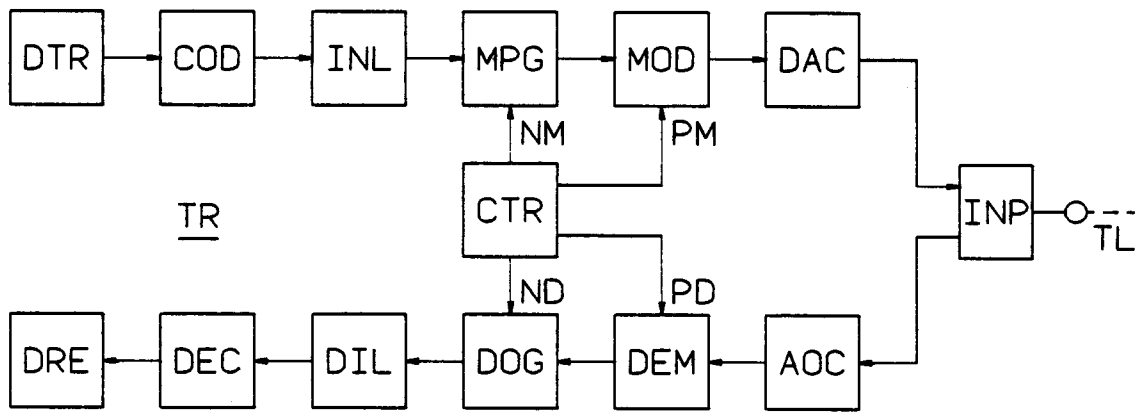 DTR COD INL MPG MOD DAC
NM PM
CTR INP
TR TL
ND PD
DRE DEC DIL DOG DEM AOC